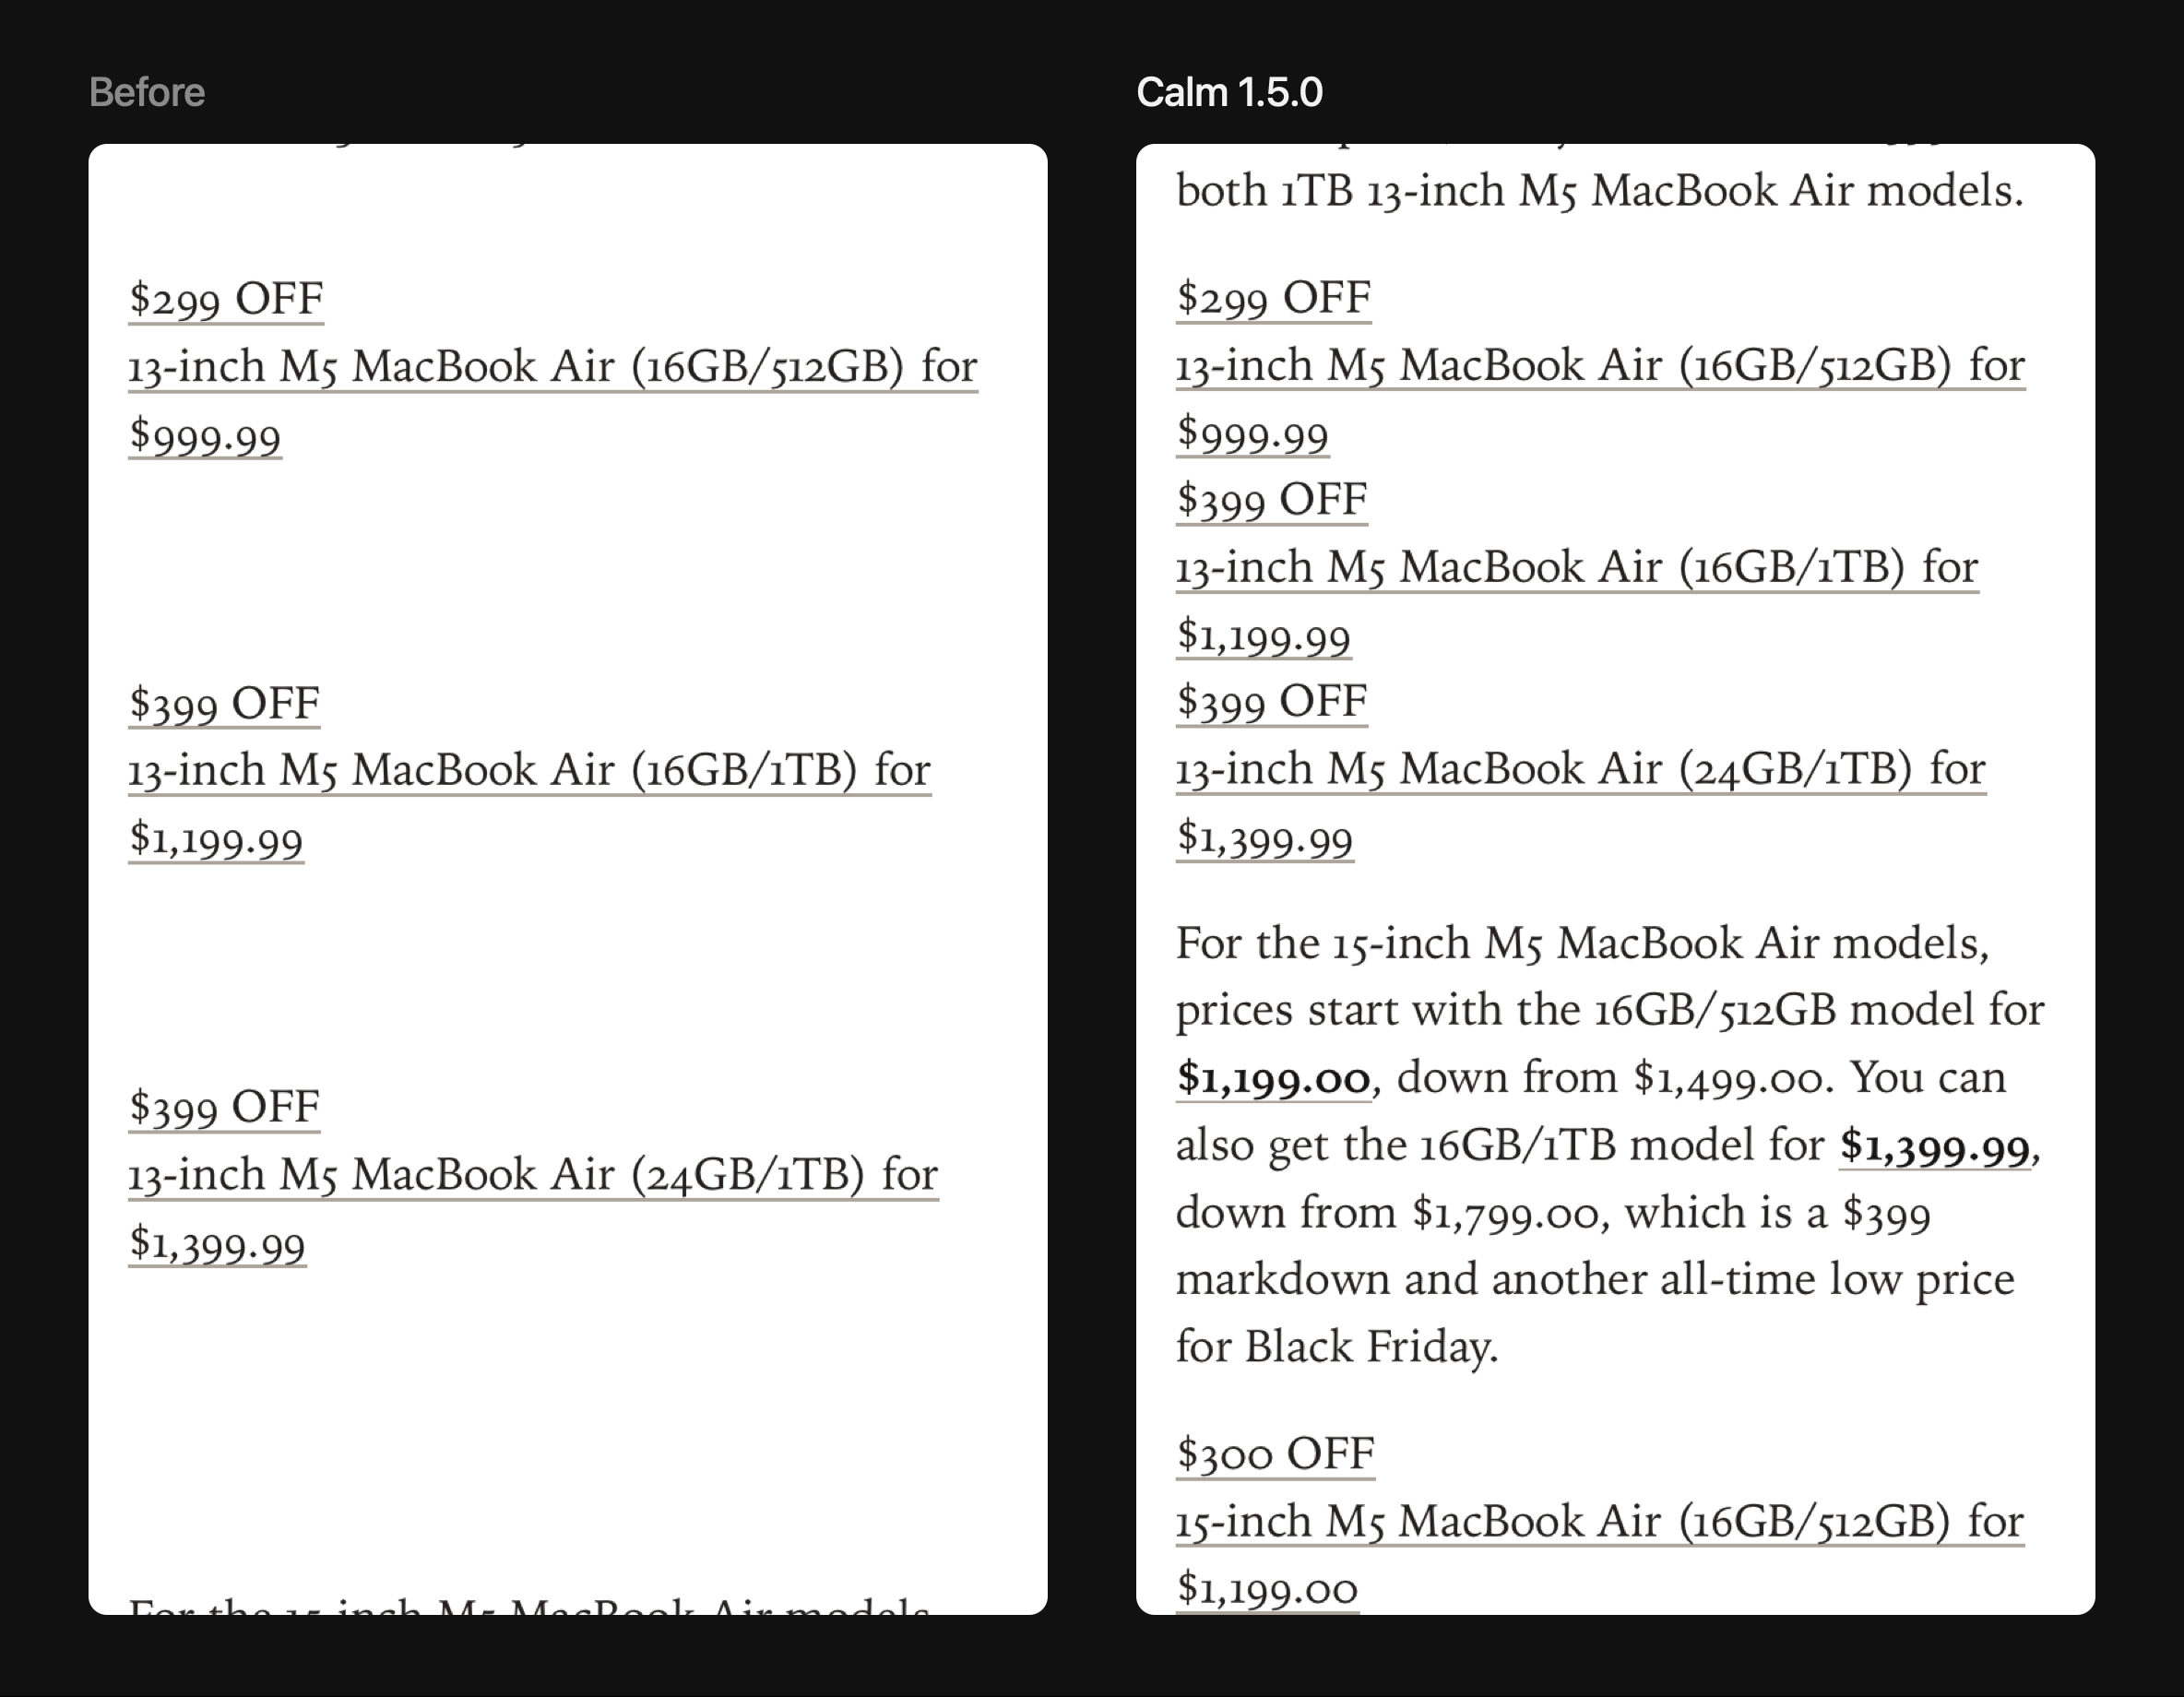 Before
$299 OFF
13-inch M5 MacBook Air (16GB/512GB) for
$999.99
$399 OFF
13-inch M5 MacBook Air (16GB/1TB) for
$1,199.99
$399 OFF
13-inch M5 MacBook Air (24GB/1TB) for
$1,399.99
For the 15-inch M5 MacBook Air models
Calm 1.5.0
both 1TB 13-inch M5 MacBook Air models.
$299 OFF
13-inch M5 MacBook Air (16GB/512GB) for
$999.99
$399 OFF
13-inch M5 MacBook Air (16GB/1TB) for
$1,199.99
$399 OFF
13-inch M5 MacBook Air (24GB/1TB) for
$1,399.99
For the 15-inch M5 MacBook Air models,
prices start with the 16GB/512GB model for
$1,199.00, down from $1,499.00. You can
also get the 16GB/1TB model for $1,399.99,
down from $1,799.00, which is a $399
markdown and another all-time low price
for Black Friday.
$300 OFF
15-inch M5 MacBook Air (16GB/512GB) for
$1,199.00